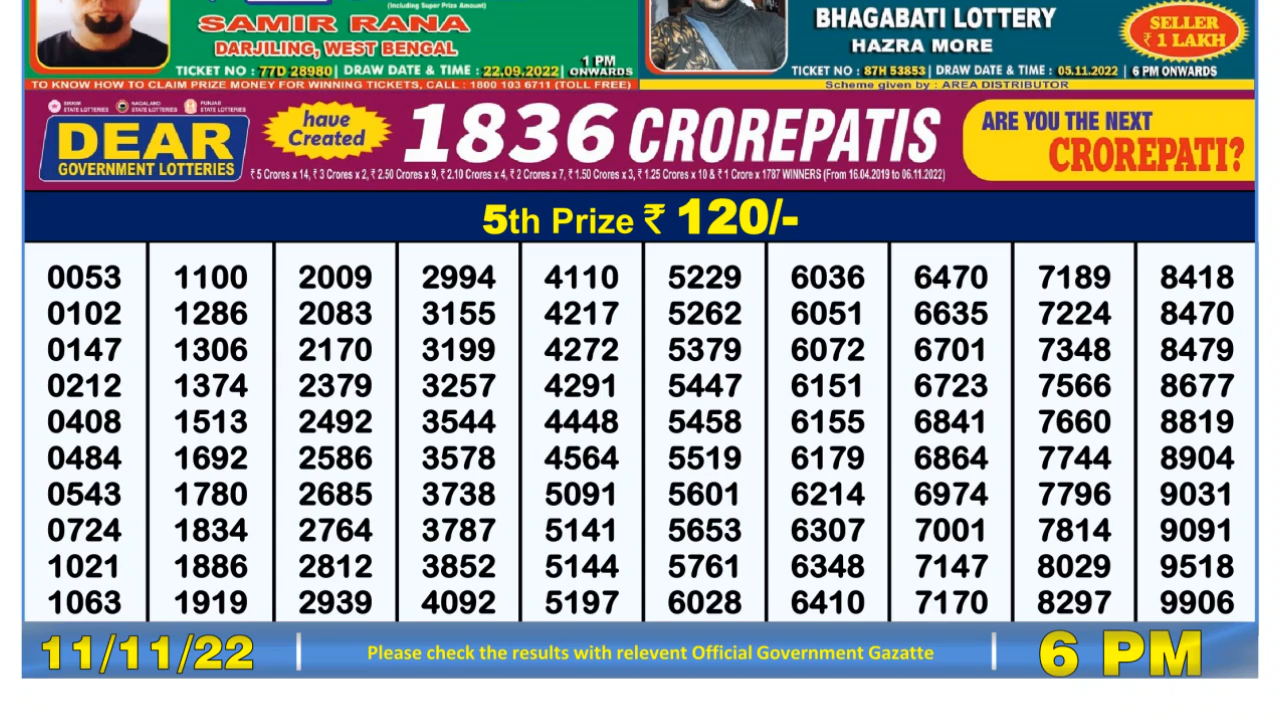 (Including Super Prize Amount)
SAMIR RANA
DARJILING, WEST BENGAL
TICKET NO : 77D 28980 | DRAW DATE & TIME : 22.09.2022 | 1 PM ONWARDS
TO KNOW HOW TO CLAIM PRIZE MONEY FOR WINNING TICKETS, CALL : 1800 103 6711 (TOLL FREE)
BHAGABATI LOTTERY
HAZRA MORE
SELLER
₹ 1 LAKH
TICKET NO : 87H 53853 | DRAW DATE & TIME : 05.11.2022 | 6 PM ONWARDS
Scheme given by : AREA DISTRIBUTOR
SIKKIM STATE LOTTERIES NAGALAND STATE LOTTERIES PUNJAB STATE LOTTERIES
DEAR
GOVERNMENT LOTTERIES
have
Created
1836 CROREPATIS
₹ 5 Crores x 14, ₹ 3 Crores x 2, ₹ 2.50 Crores x 9, ₹ 2.10 Crore x 4, ₹ 2 Crores x 7, ₹ 1.50 Crores x 3, ₹ 1.25 Crores x 10 & ₹ 1 Crore x 1787 WINNERS (From 16.04.2019 to 06.11.2022)
ARE YOU THE NEXT
CROREPATI?
5th Prize ₹ 120/-
0053 1100 2009 2994 4110 5229 6036 6470 7189 8418
0102 1286 2083 3155 4217 5262 6051 6635 7224 8470
0147 1306 2170 3199 4272 5379 6072 6701 7348 8479
0212 1374 2379 3257 4291 5447 6151 6723 7566 8677
0408 1513 2492 3544 4448 5458 6155 6841 7660 8819
0484 1692 2586 3578 4564 5519 6179 6864 7744 8904
0543 1780 2685 3738 5091 5601 6214 6974 7796 9031
0724 1834 2764 3787 5141 5653 6307 7001 7814 9091
1021 1886 2812 3852 5144 5761 6348 7147 8029 9518
1063 1919 2939 4092 5197 6028 6410 7170 8297 9906
11/11/22 | Please check the results with relevent Official Government Gazatte | 6 PM